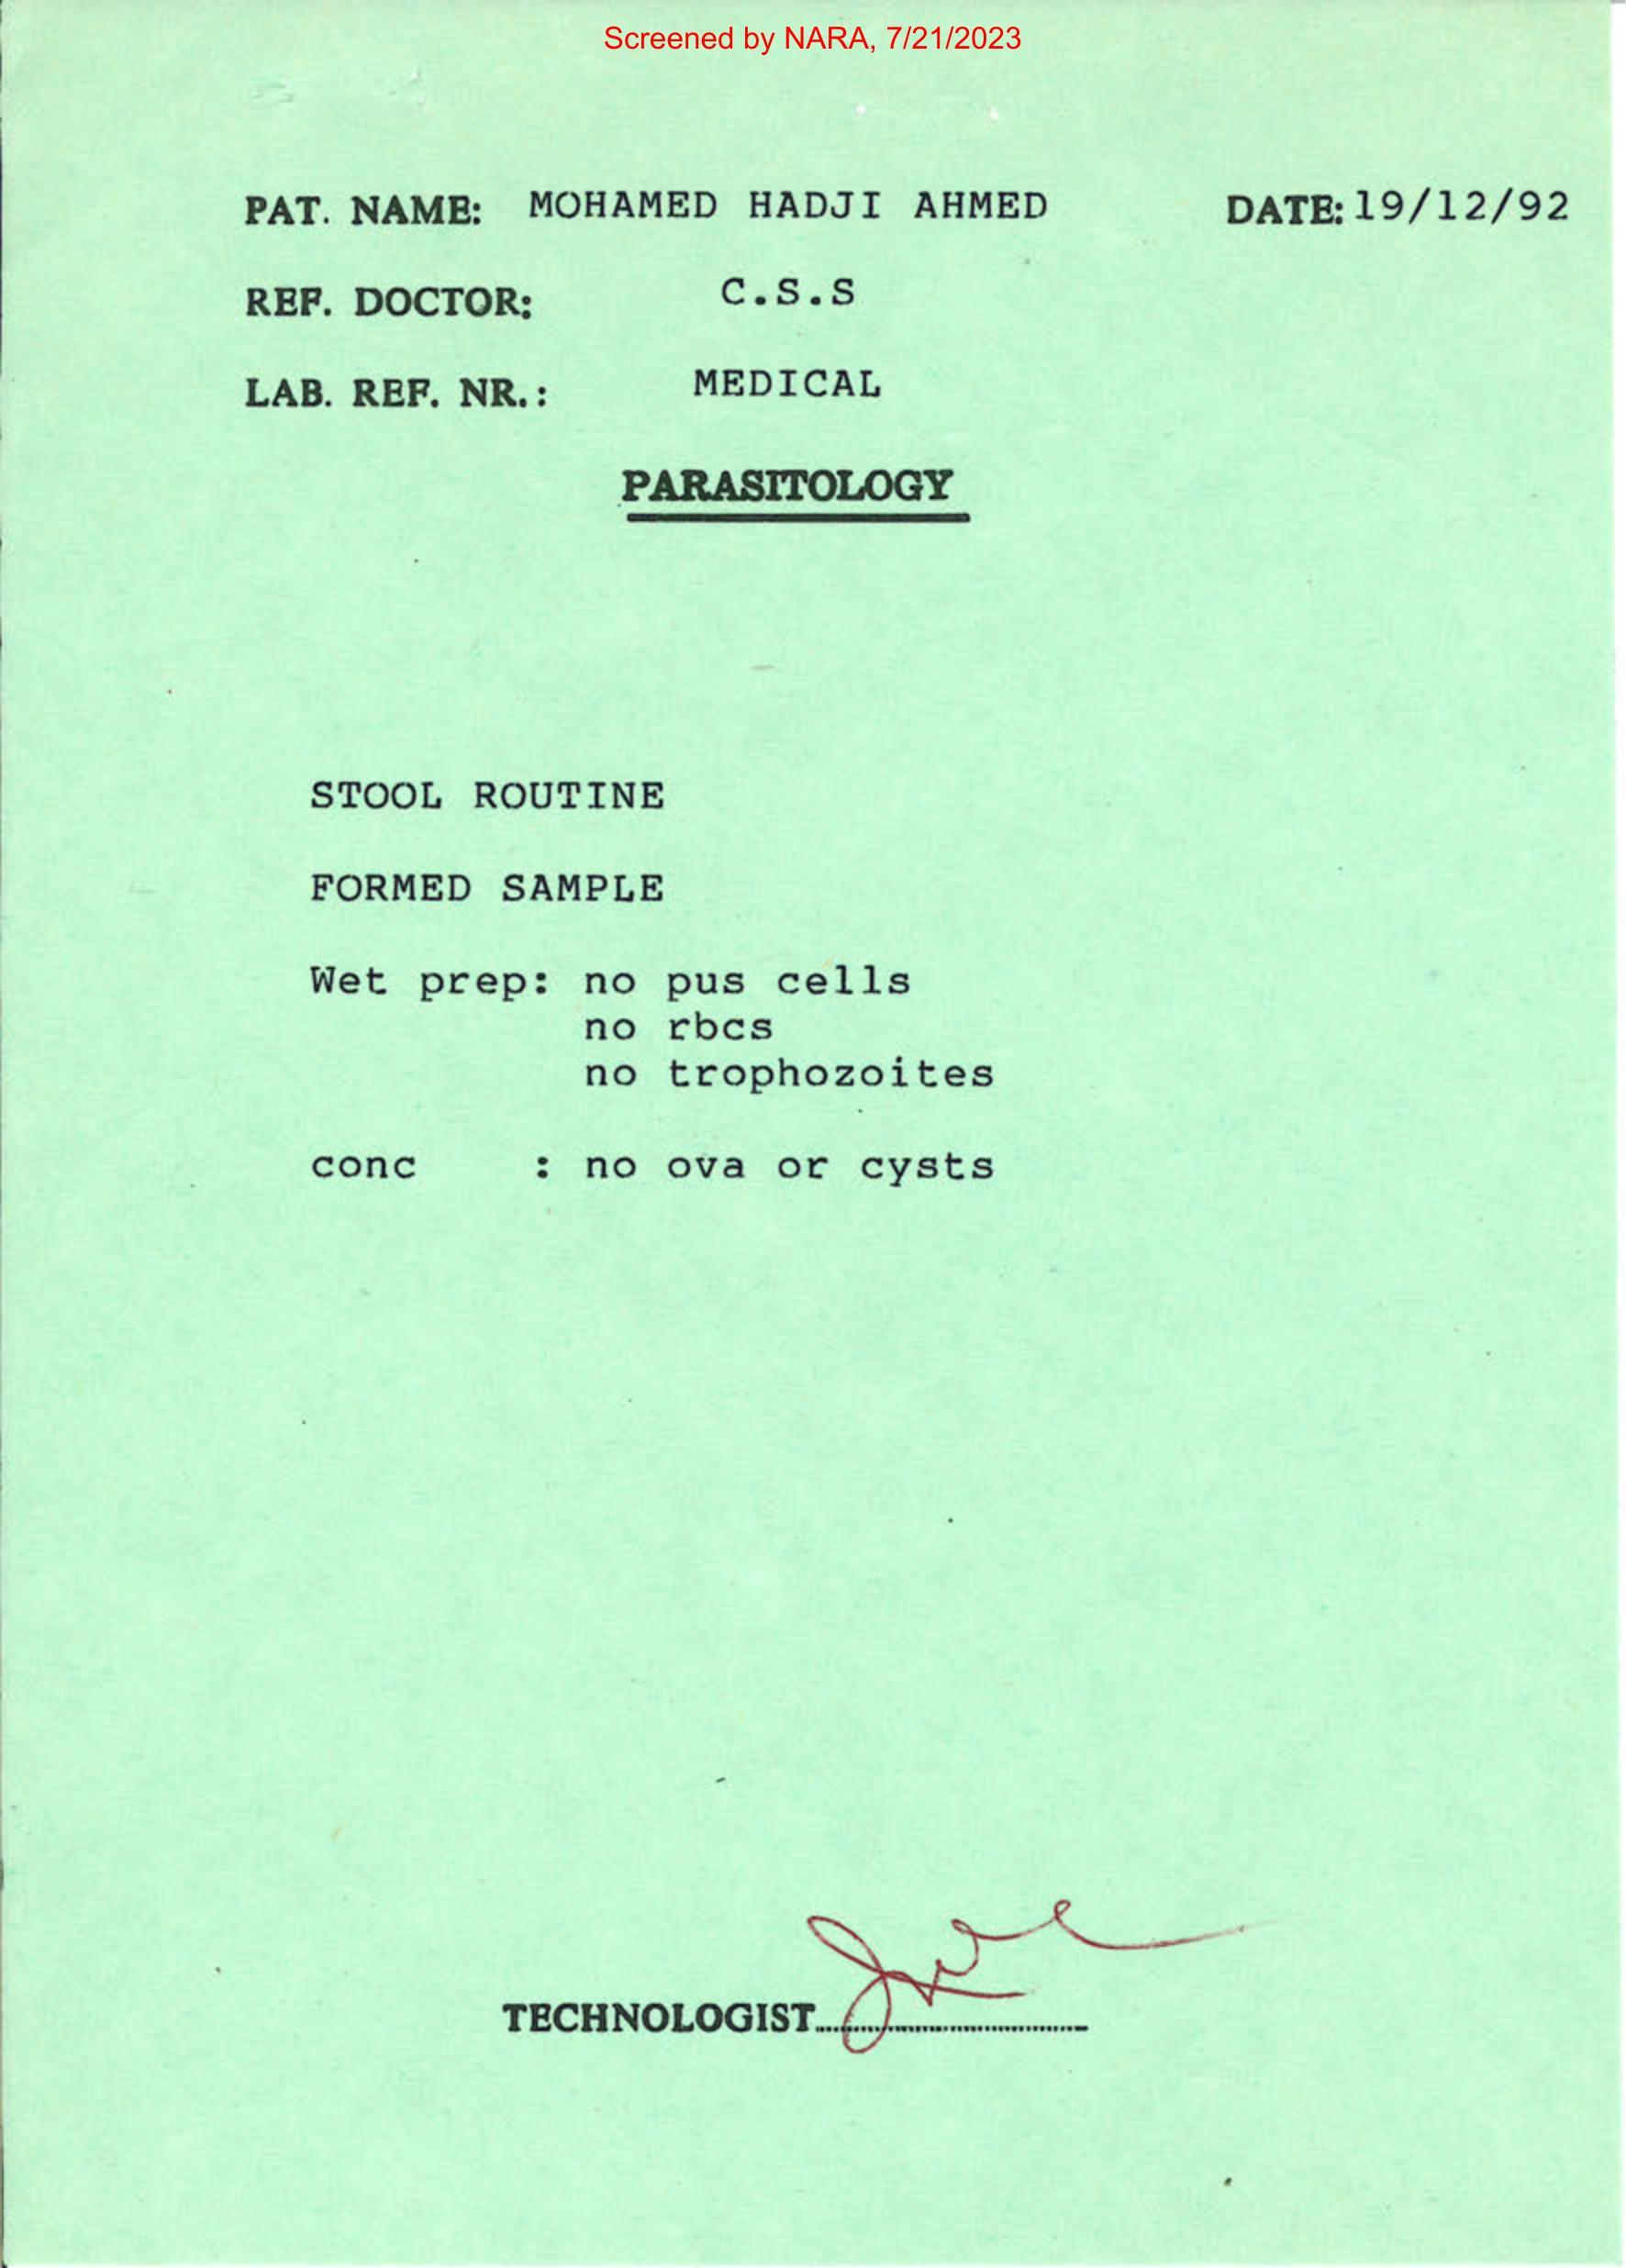 Screened by NARA, 7/21/2023
PAT. NAME: MOHAMED HADJI AHMED DATE: 19/12/92
REF. DOCTOR: C.S.S
LAB. REF. NR.: MEDICAL
PARASITOLOGY
STOOL ROUTINE
FORMED SAMPLE
Wet prep: no pus cells
no rbcs
no trophozoites
conc : no ova or cysts
TECHNOLOGIST